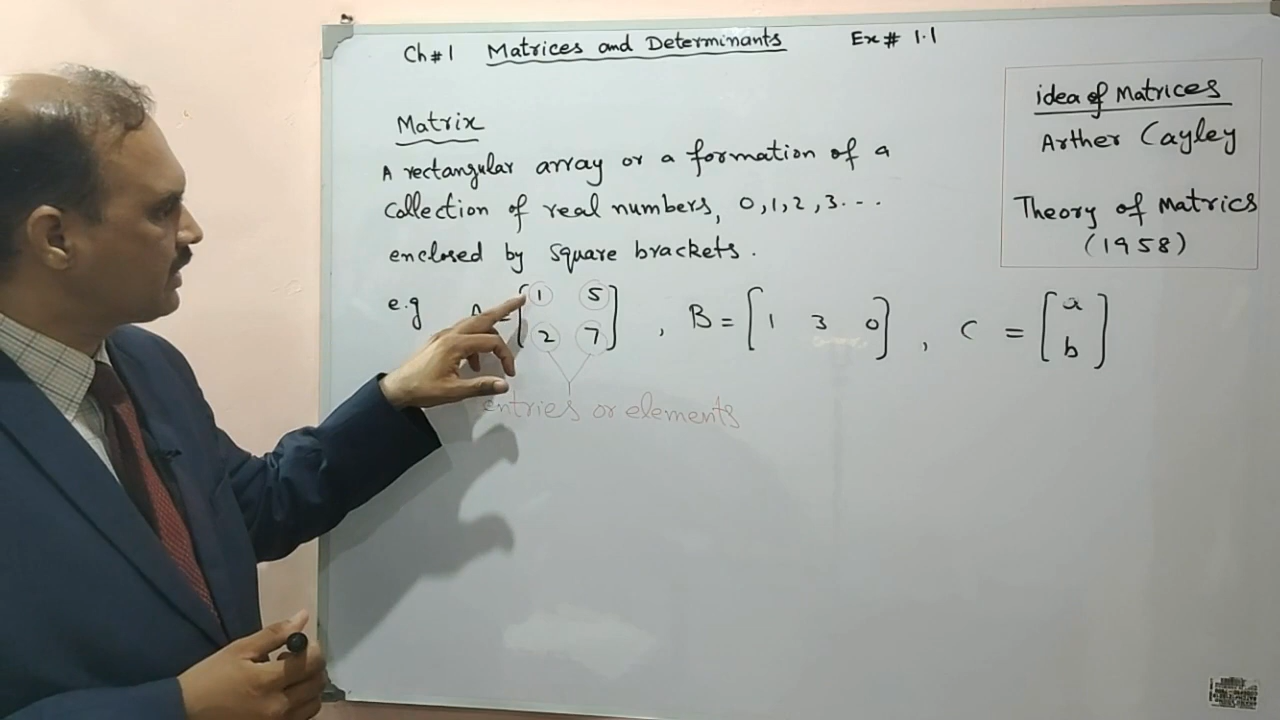 Ch # 1 Matrices and Determinants Ex # 1.1
Matrix
A rectangular array or a formation of a
collection of real numbers, 0, 1, 2, 3 ...
enclosed by square brackets.
e.g A = [1 5
2 7] , B = [1 3 0] , C = [a
b]
entries or elements
idea of Matrices
Arther Cayley
Theory of Matrics
(1958)